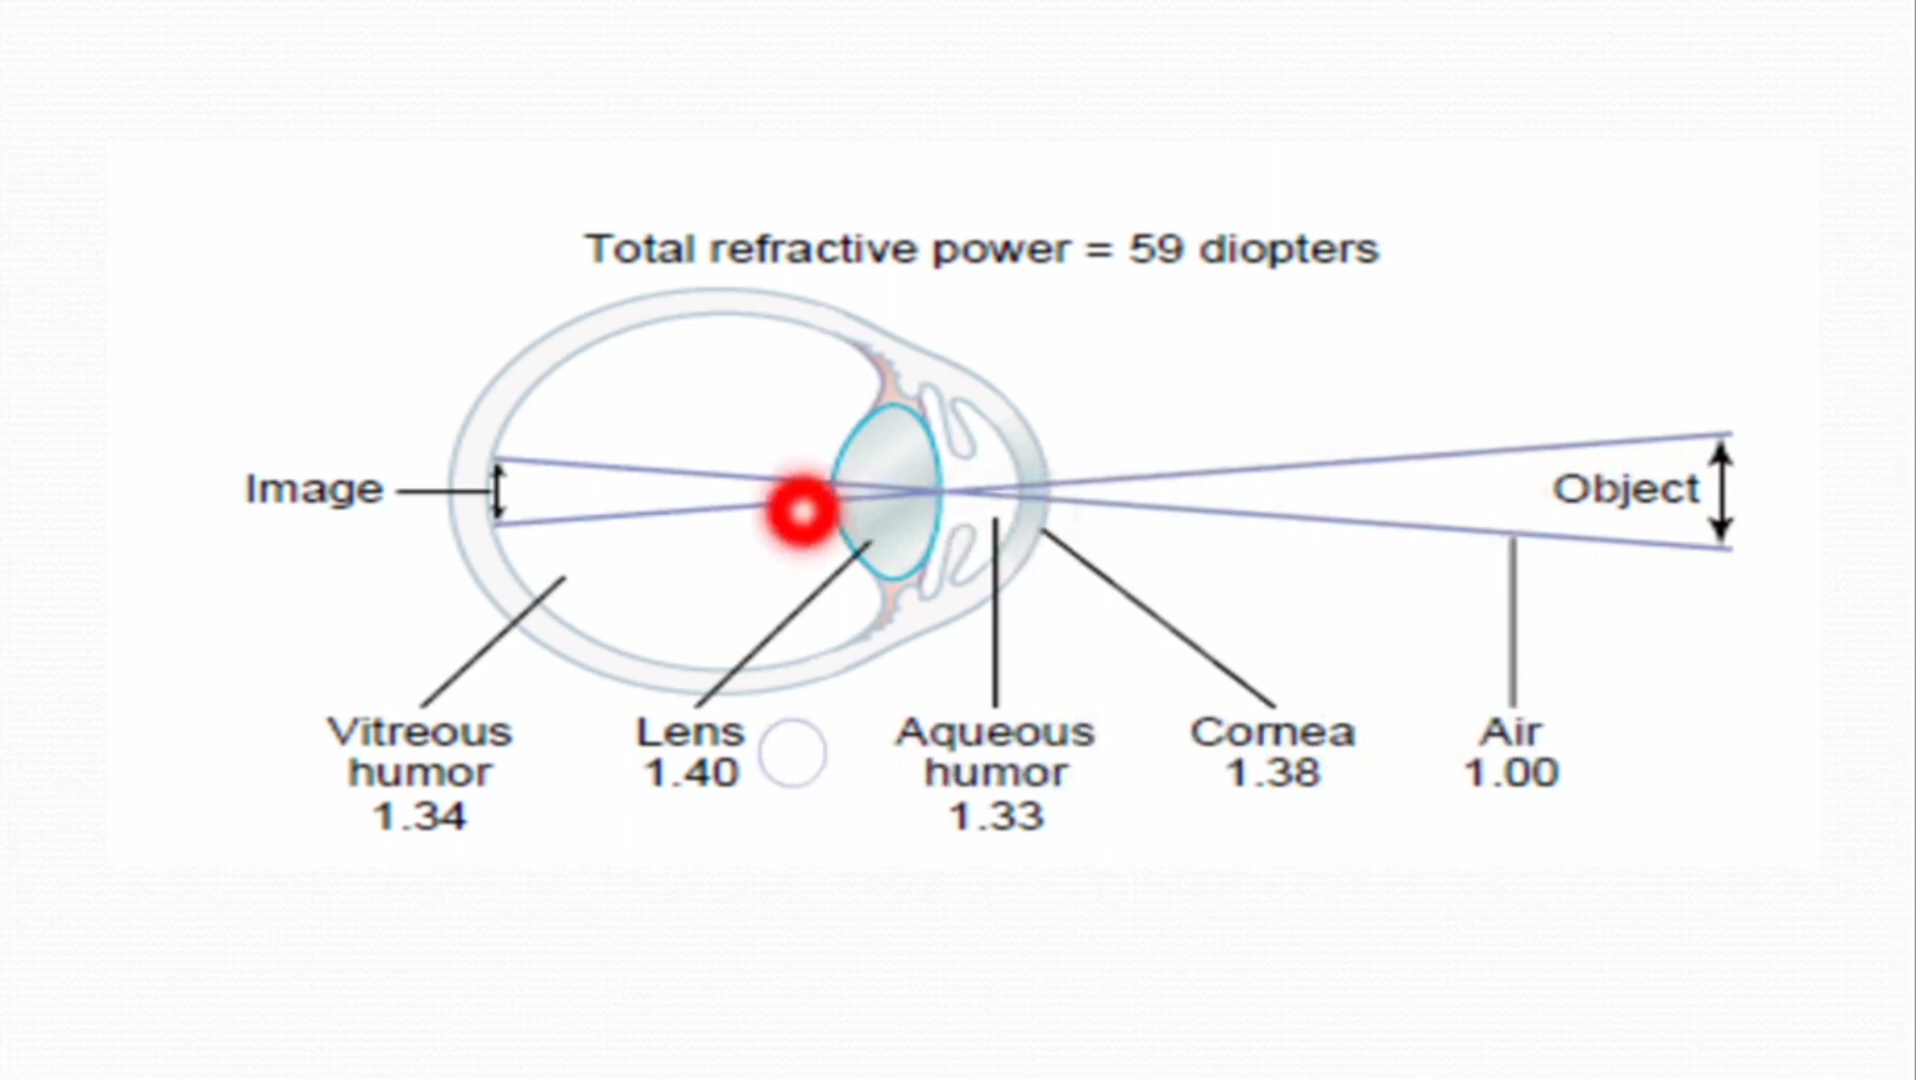 Total refractive power = 59 diopters
Image
Object
Vitreous
humor
1.34
Lens
1.40
Aqueous
humor
1.33
Cornea
1.38
Air
1.00